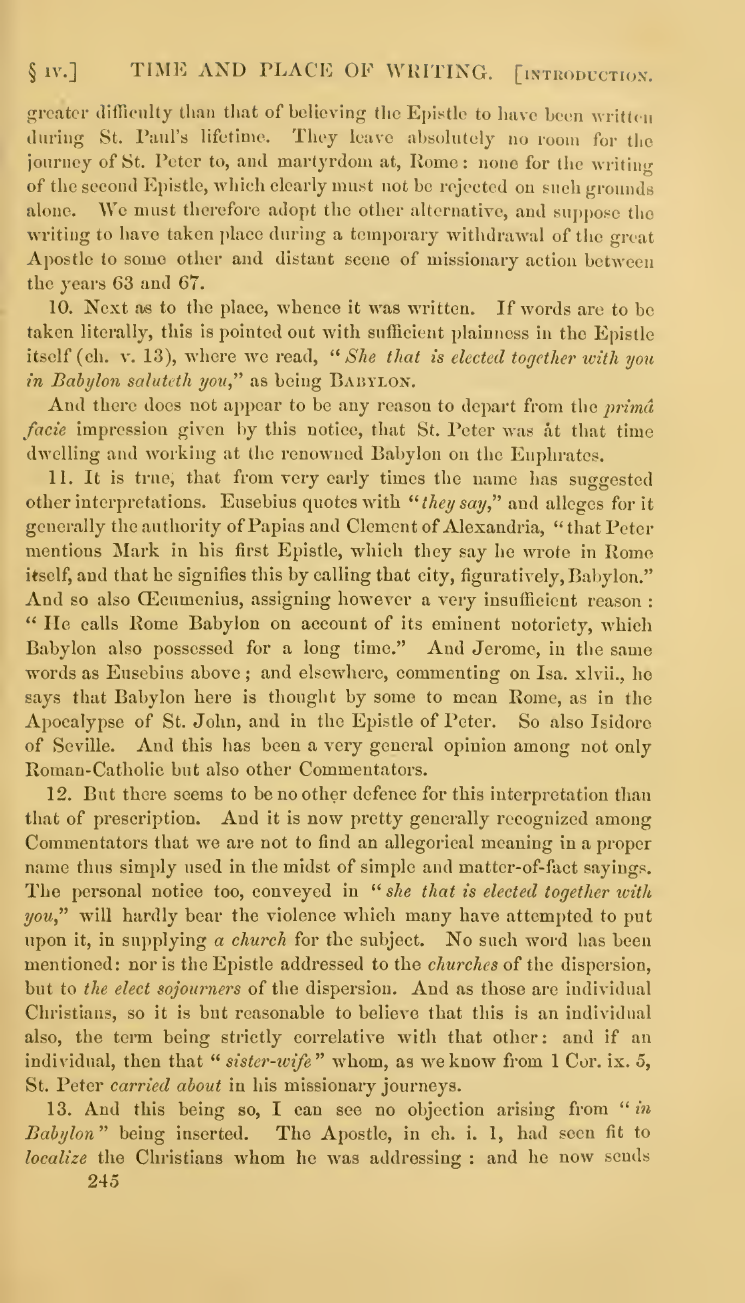 § IV.] TIME AND PLACE OF WRITING. [INTRODUCTION.
greater difficulty than that of believing the Epistle to have been written
during St. Paul's lifetime. They leave absolutely no room for the
journey of St. Peter to, and martyrdom at, Rome: none for the writing
of the second Epistle, which clearly must not be rejected on such grounds
alone. We must therefore adopt the other alternative, and suppose the
writing to have taken place during a temporary withdrawal of the great
Apostle to some other and distant scene of missionary action between
the years 63 and 67.
10. Next as to the place, whence it was written. If words are to be
taken literally, this is pointed out with sufficient plainness in the Epistle
itself (ch. v. 13), where we read, “She that is elected together with you
in Babylon saluteth you,” as being BABYLON.
And there does not appear to be any reason to depart from the primâ
facie impression given by this notice, that St. Peter was at that time
dwelling and working at the renowned Babylon on the Euphrates.
11. It is true, that from very early times the name has suggested
other interpretations. Eusebius quotes with “they say,” and alleges for it
generally the authority of Papias and Clement of Alexandria, “that Peter
mentions Mark in his first Epistle, which they say he wrote in Rome
itself, and that he signifies this by calling that city, figuratively, Babylon.”
And so also Œcumenius, assigning however a very insufficient reason:
“He calls Rome Babylon on account of its eminent notoriety, which
Babylon also possessed for a long time.” And Jerome, in the same
words as Eusebius above; and elsewhere, commenting on Isa. xlvii., he
says that Babylon here is thought by some to mean Rome, as in the
Apocalypse of St. John, and in the Epistle of Peter. So also Isidore
of Seville. And this has been a very general opinion among not only
Roman-Catholic but also other Commentators.
12. But there seems to be no other defence for this interpretation than
that of prescription. And it is now pretty generally recognized among
Commentators that we are not to find an allegorical meaning in a proper
name thus simply used in the midst of simple and matter-of-fact sayings.
The personal notice too, conveyed in “she that is elected together with
you,” will hardly bear the violence which many have attempted to put
upon it, in supplying a church for the subject. No such word has been
mentioned: nor is the Epistle addressed to the churches of the dispersion,
but to the elect sojourners of the dispersion. And as those are individual
Christians, so it is but reasonable to believe that this is an individual
also, the term being strictly correlative with that other: and if an
individual, then that “sister-wife” whom, as we know from 1 Cor. ix. 5,
St. Peter carried about in his missionary journeys.
13. And this being so, I can see no objection arising from “in
Babylon” being inserted. The Apostle, in ch. i. 1, had seen fit to
localize the Christians whom he was addressing: and he now sends
245